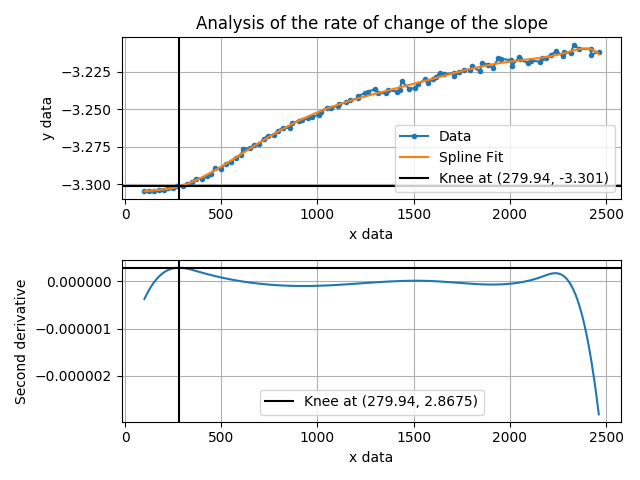 Analysis of the rate of change of the slope
y data
−3.225
−3.250
−3.275
−3.300
Data
Spline Fit
Knee at (279.94, -3.301)
0
500
1000
1500
2000
2500
x data
Second derivative
0.000000
−0.000001
−0.000002
Knee at (279.94, 2.8675)
0
500
1000
1500
2000
2500
x data